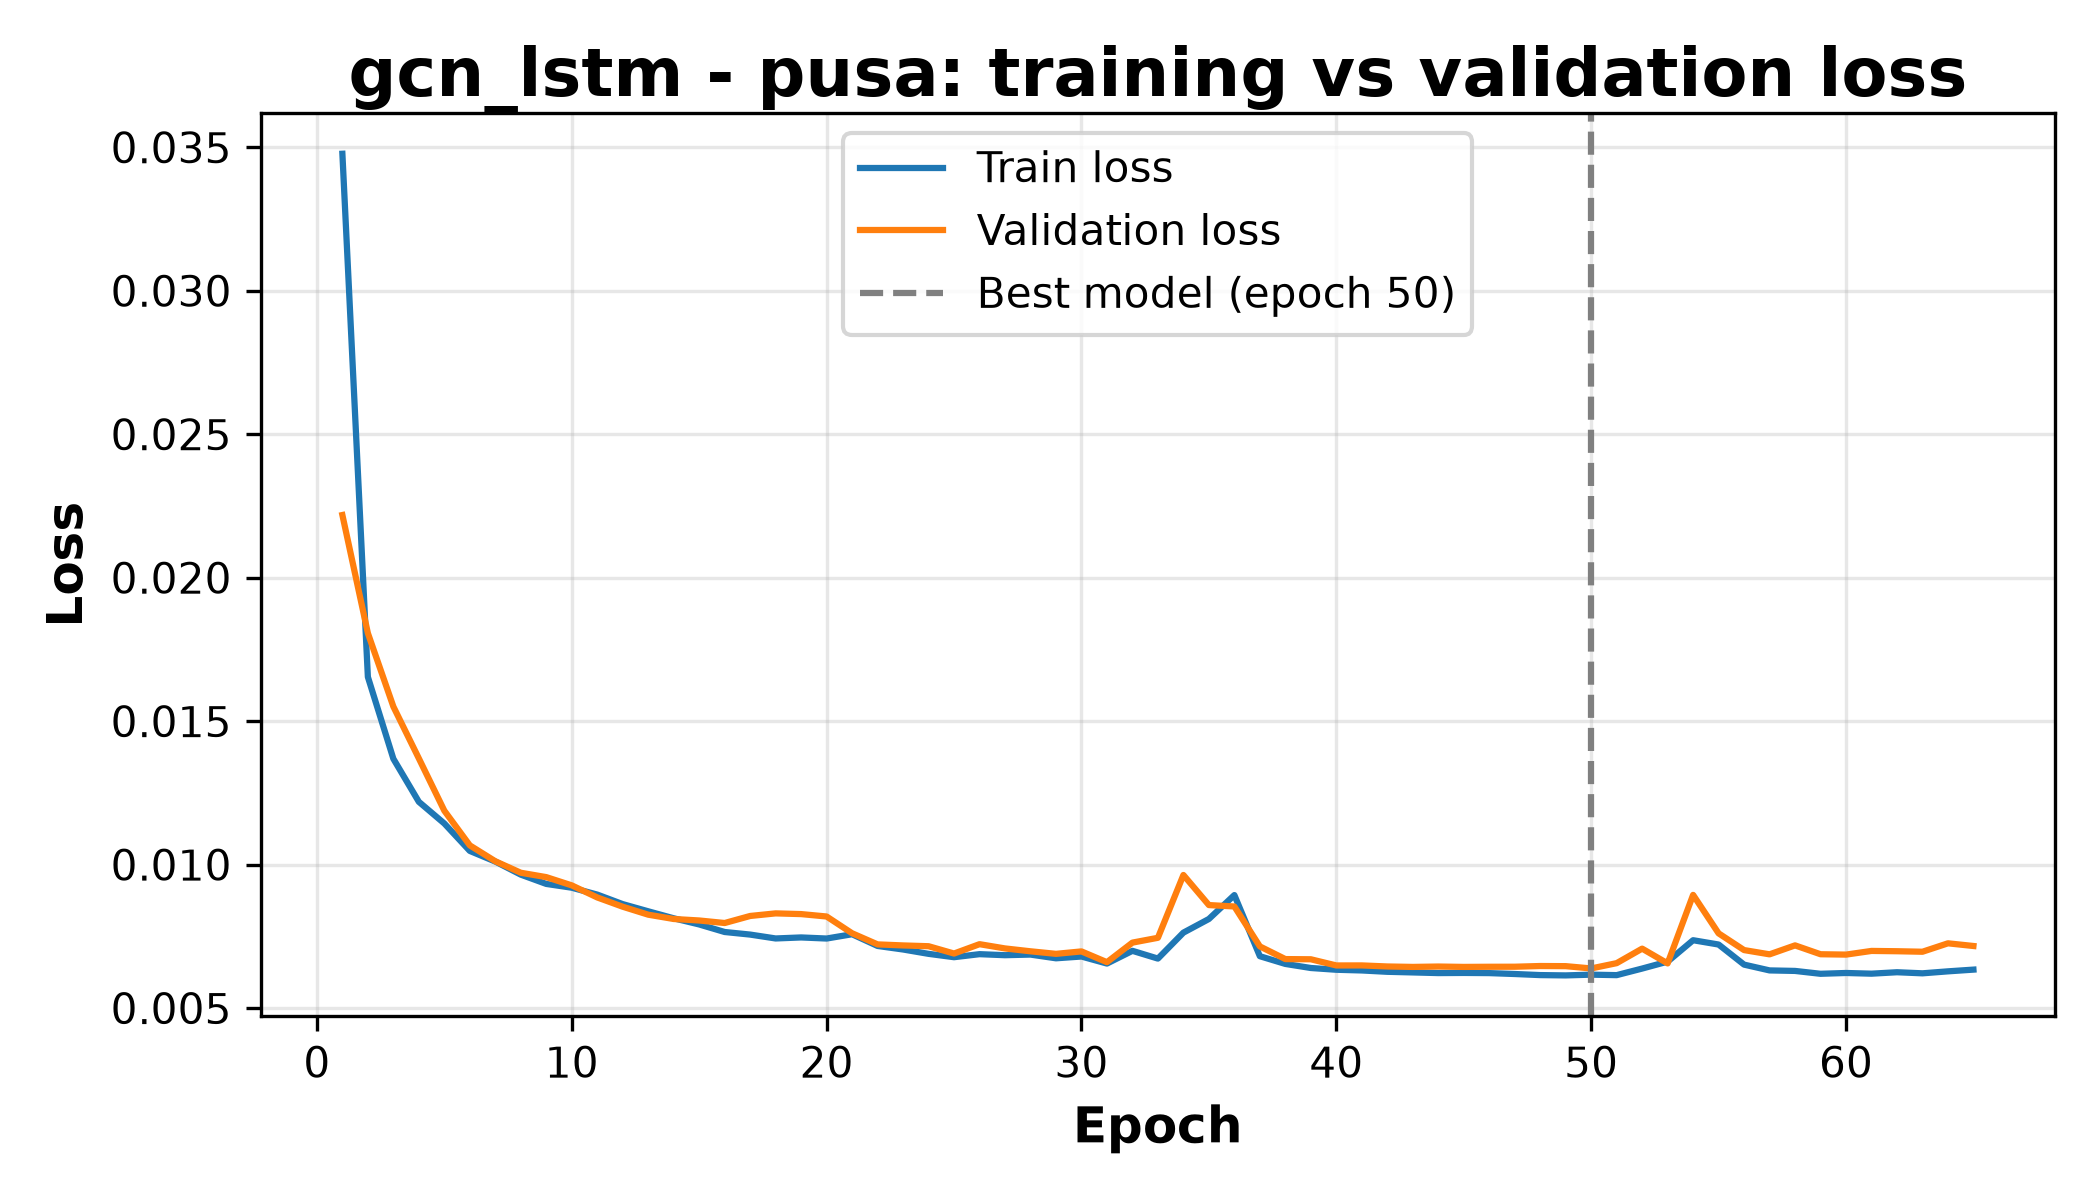 gcn_lstm - pusa: training vs validation loss
Train loss
Validation loss
Best model (epoch 50)
Loss
0.035
0.030
0.025
0.020
0.015
0.010
0.005
0 10 20 30 40 50 60
Epoch